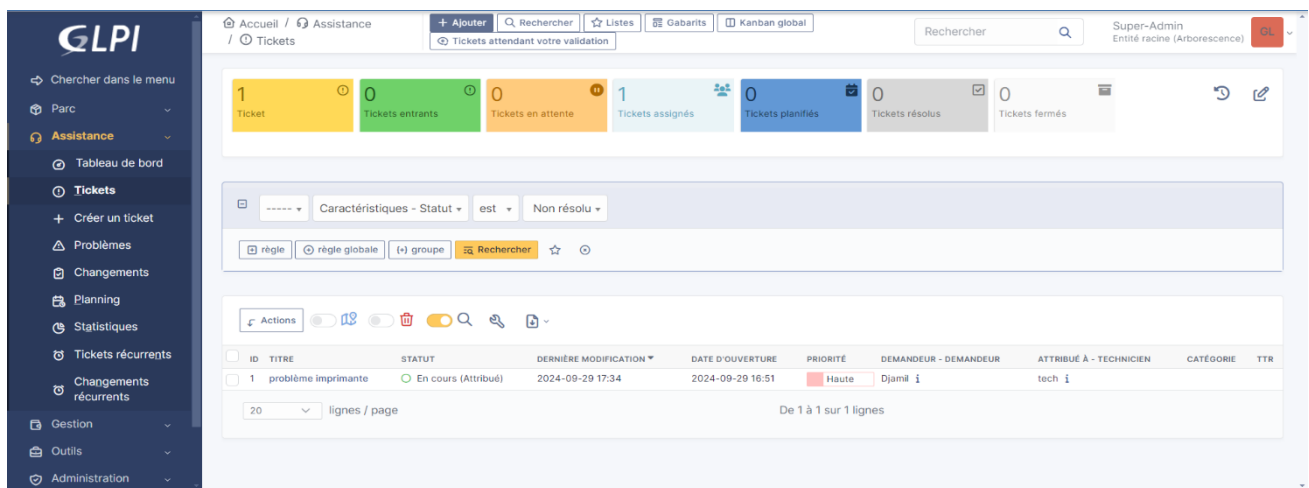 GLPI
Chercher dans le menu
Parc
Assistance
Tableau de bord
Tickets
Créer un ticket
Problèmes
Changements
Planning
Statistiques
Tickets récurrents
Changements
récurrents
Gestion
Outils
Administration
Accueil / Assistance
/ Tickets
+ Ajouter Rechercher Listes Gabarits Kanban global
Tickets attendant votre validation
Rechercher
Super-Admin
Entité racine (Arborescence)
GL
1
Ticket
0
Tickets entrants
0
Tickets en attente
1
Tickets assignés
0
Tickets planifiés
0
Tickets résolus
0
Tickets fermés
----- Caractéristiques - Statut est Non résolu
règle règle globale (+) groupe Rechercher
Actions
ID TITRE STATUT DERNIÈRE MODIFICATION DATE D'OUVERTURE PRIORITÉ DEMANDEUR - DEMANDEUR ATTRIBUÉ À - TECHNICIEN CATÉGORIE TTR
1 problème imprimante En cours (Attribué) 2024-09-29 17:34 2024-09-29 16:51 Haute Djamil i tech i
20 lignes / page De 1 à 1 sur 1 lignes